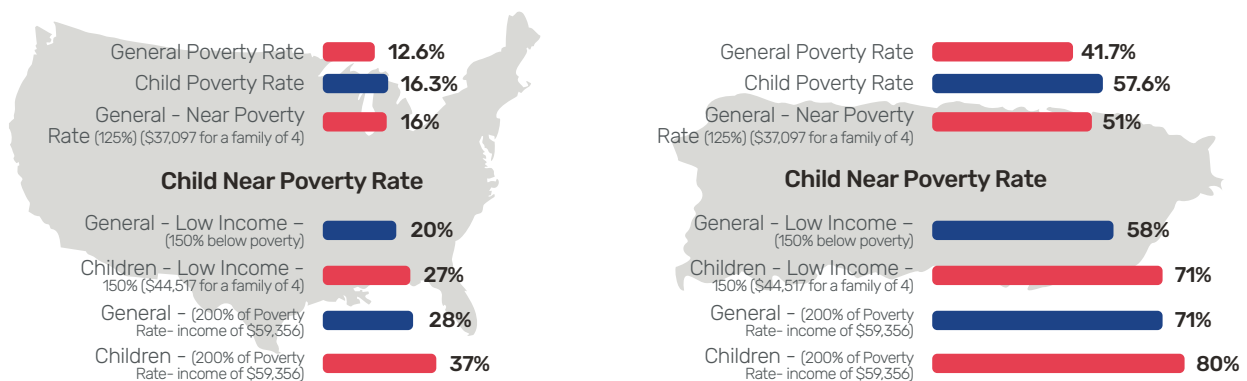 General Poverty Rate 12.6%
Child Poverty Rate 16.3%
General - Near Poverty
Rate (125%) ($37,097 for a family of 4) 16%
Child Near Poverty Rate
General - Low Income –
(150% below poverty) 20%
Children - Low Income -
150% ($44,517 for a family of 4) 27%
General - (200% of Poverty
Rate- income of $59,356) 28%
Children - (200% of Poverty
Rate- income of $59,356) 37%
General Poverty Rate 41.7%
Child Poverty Rate 57.6%
General - Near Poverty
Rate (125%) ($37,097 for a family of 4) 51%
Child Near Poverty Rate
General - Low Income –
(150% below poverty) 58%
Children - Low Income -
150% ($44,517 for a family of 4) 71%
General - (200% of Poverty
Rate- income of $59,356) 71%
Children - (200% of Poverty
Rate- income of $59,356) 80%